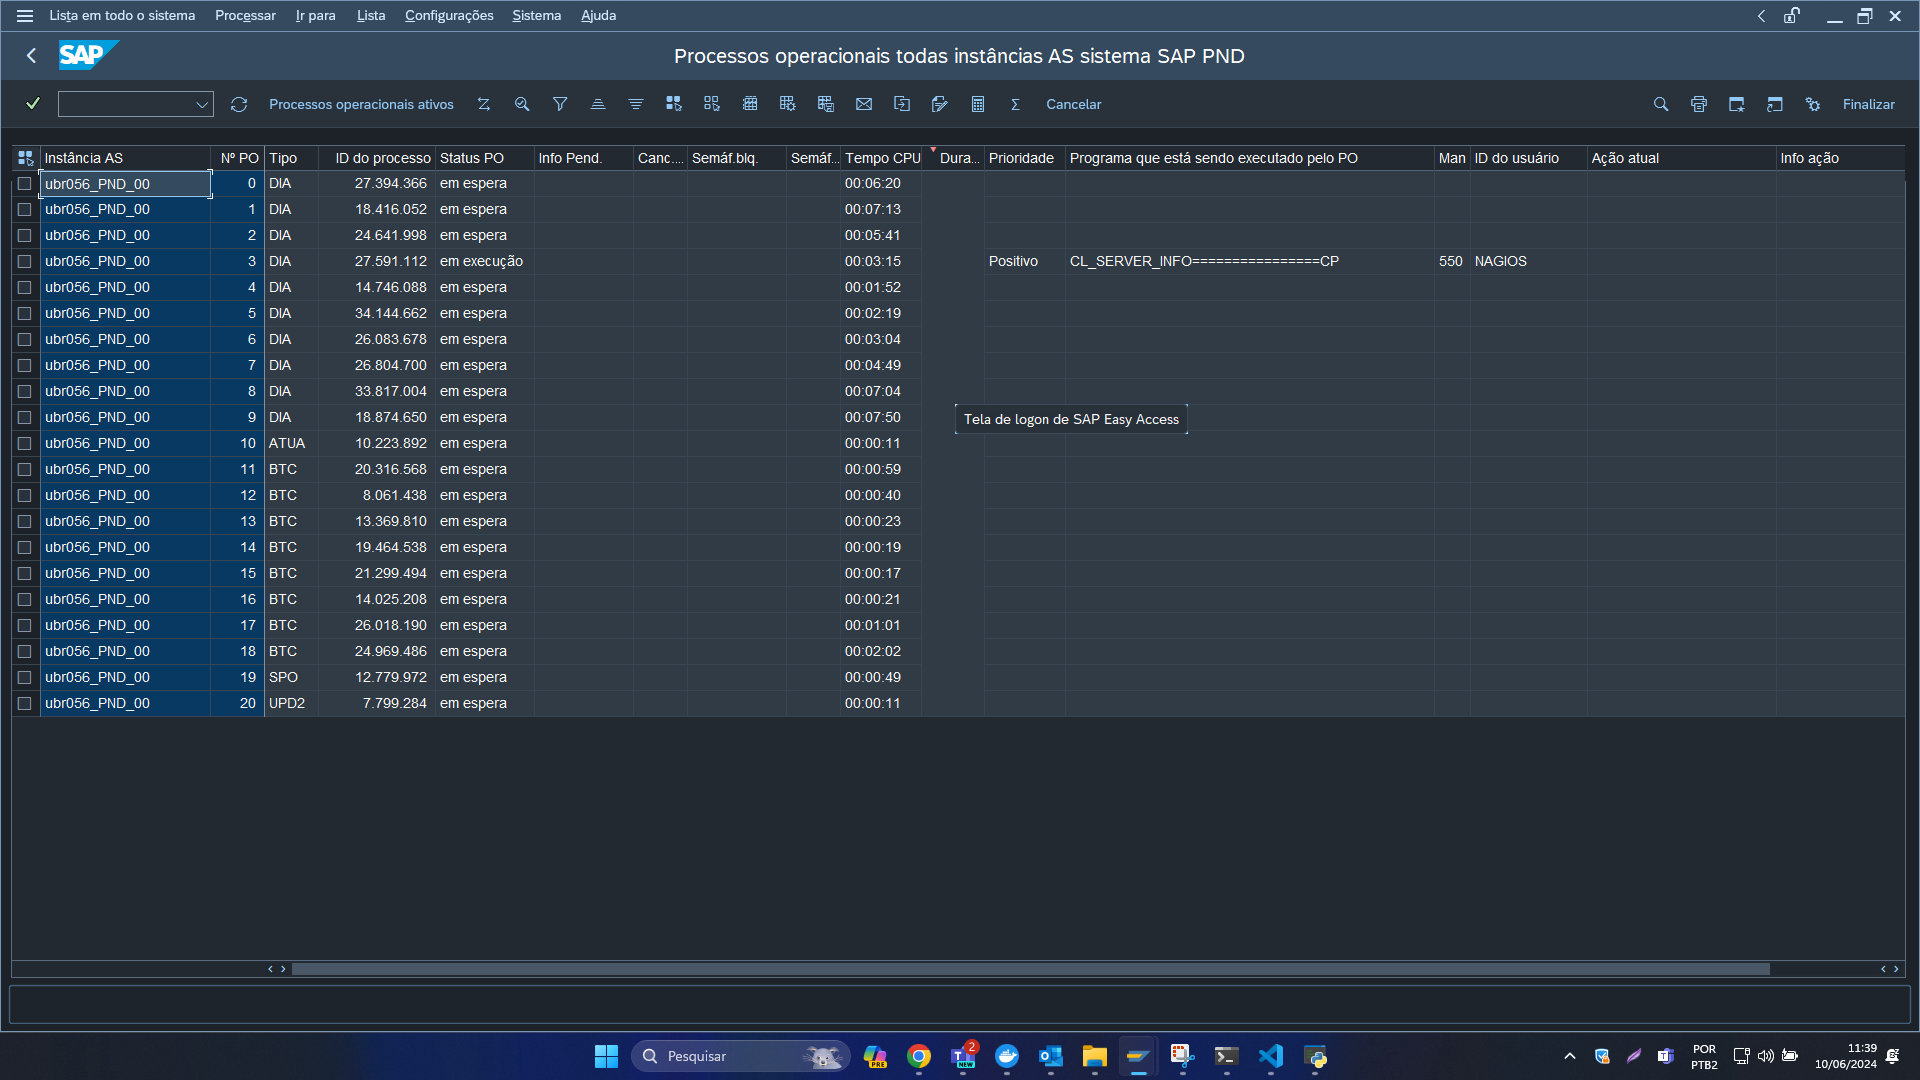 Lista em todo o sistema Processar Ir para Lista Configurações Sistema Ajuda
SAP Processos operacionais todas instâncias AS sistema SAP PND
Processos operacionais ativos Cancelar Finalizar
Instância AS Nº PO Tipo ID do processo Status PO Info Pend. Canc.... Semáf.blq. Semáf... Tempo CPU Dura... Prioridade Programa que está sendo executado pelo PO Man ID do usuário Ação atual Info ação
ubr056_PND_00 0 DIA 27.394.366 em espera 00:06:20
ubr056_PND_00 1 DIA 18.416.052 em espera 00:07:13
ubr056_PND_00 2 DIA 24.641.998 em espera 00:05:41
ubr056_PND_00 3 DIA 27.591.112 em execução 00:03:15 Positivo CL_SERVER_INFO================CP 550 NAGIOS
ubr056_PND_00 4 DIA 14.746.088 em espera 00:01:52
ubr056_PND_00 5 DIA 34.144.662 em espera 00:02:19
ubr056_PND_00 6 DIA 26.083.678 em espera 00:03:04
ubr056_PND_00 7 DIA 26.804.700 em espera 00:04:49
ubr056_PND_00 8 DIA 33.817.004 em espera 00:07:04
ubr056_PND_00 9 DIA 18.874.650 em espera 00:07:50
Tela de logon de SAP Easy Access
ubr056_PND_00 10 ATUA 10.223.892 em espera 00:00:11
ubr056_PND_00 11 BTC 20.316.568 em espera 00:00:59
ubr056_PND_00 12 BTC 8.061.438 em espera 00:00:40
ubr056_PND_00 13 BTC 13.369.810 em espera 00:00:23
ubr056_PND_00 14 BTC 19.464.538 em espera 00:00:19
ubr056_PND_00 15 BTC 21.299.494 em espera 00:00:17
ubr056_PND_00 16 BTC 14.025.208 em espera 00:00:21
ubr056_PND_00 17 BTC 26.018.190 em espera 00:01:01
ubr056_PND_00 18 BTC 24.969.486 em espera 00:02:02
ubr056_PND_00 19 SPO 12.779.972 em espera 00:00:49
ubr056_PND_00 20 UPD2 7.799.284 em espera 00:00:11
Pesquisar PRE 2 NEW POR 11:39
PTB2 10/06/2024